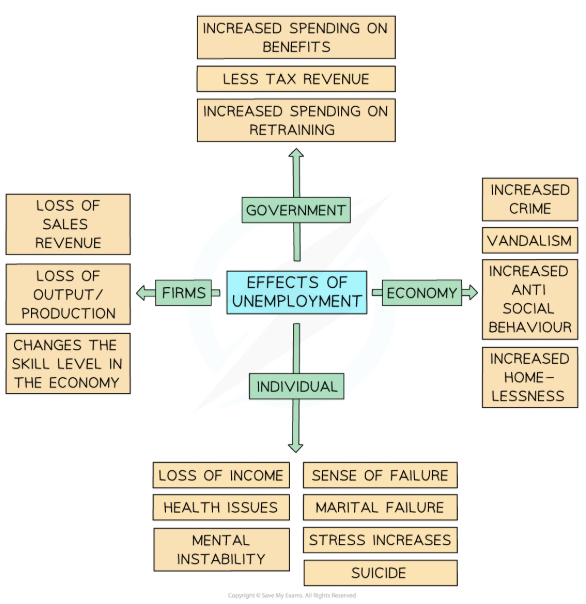 INCREASED SPENDING ON
BENEFITS
LESS TAX REVENUE
INCREASED SPENDING ON
RETRAINING
GOVERNMENT
LOSS OF
SALES
REVENUE
LOSS OF
OUTPUT/
PRODUCTION
CHANGES THE
SKILL LEVEL IN
THE ECONOMY
FIRMS
EFFECTS OF
UNEMPLOYMENT
ECONOMY
INCREASED
CRIME
VANDALISM
INCREASED
ANTI
SOCIAL
BEHAVIOUR
INCREASED
HOME-
LESSNESS
INDIVIDUAL
LOSS OF INCOME
HEALTH ISSUES
MENTAL
INSTABILITY
SENSE OF FAILURE
MARITAL FAILURE
STRESS INCREASES
SUICIDE
Copyright © Save My Exams. All Rights Reserved